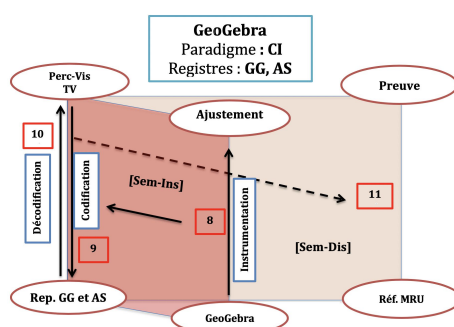 GeoGebra
Paradigme : CI
Registres : GG, AS
Perc-Vis
TV
Preuve
Ajustement
10
Décodification
Codification
[Sem-Ins]
8
Instrumentation
11
9
[Sem-Dis]
Rep. GG et AS
GeoGebra
Réf. MRU